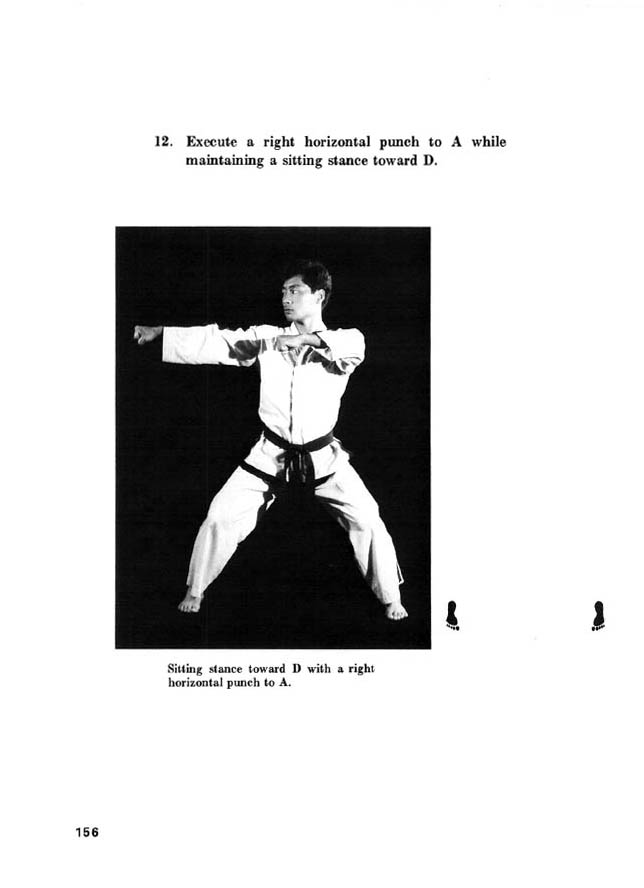 12. Execute a right horizontal punch to A while
maintaining a sitting stance toward D.
Sitting stance toward D with a right
horizontal punch to A.
156